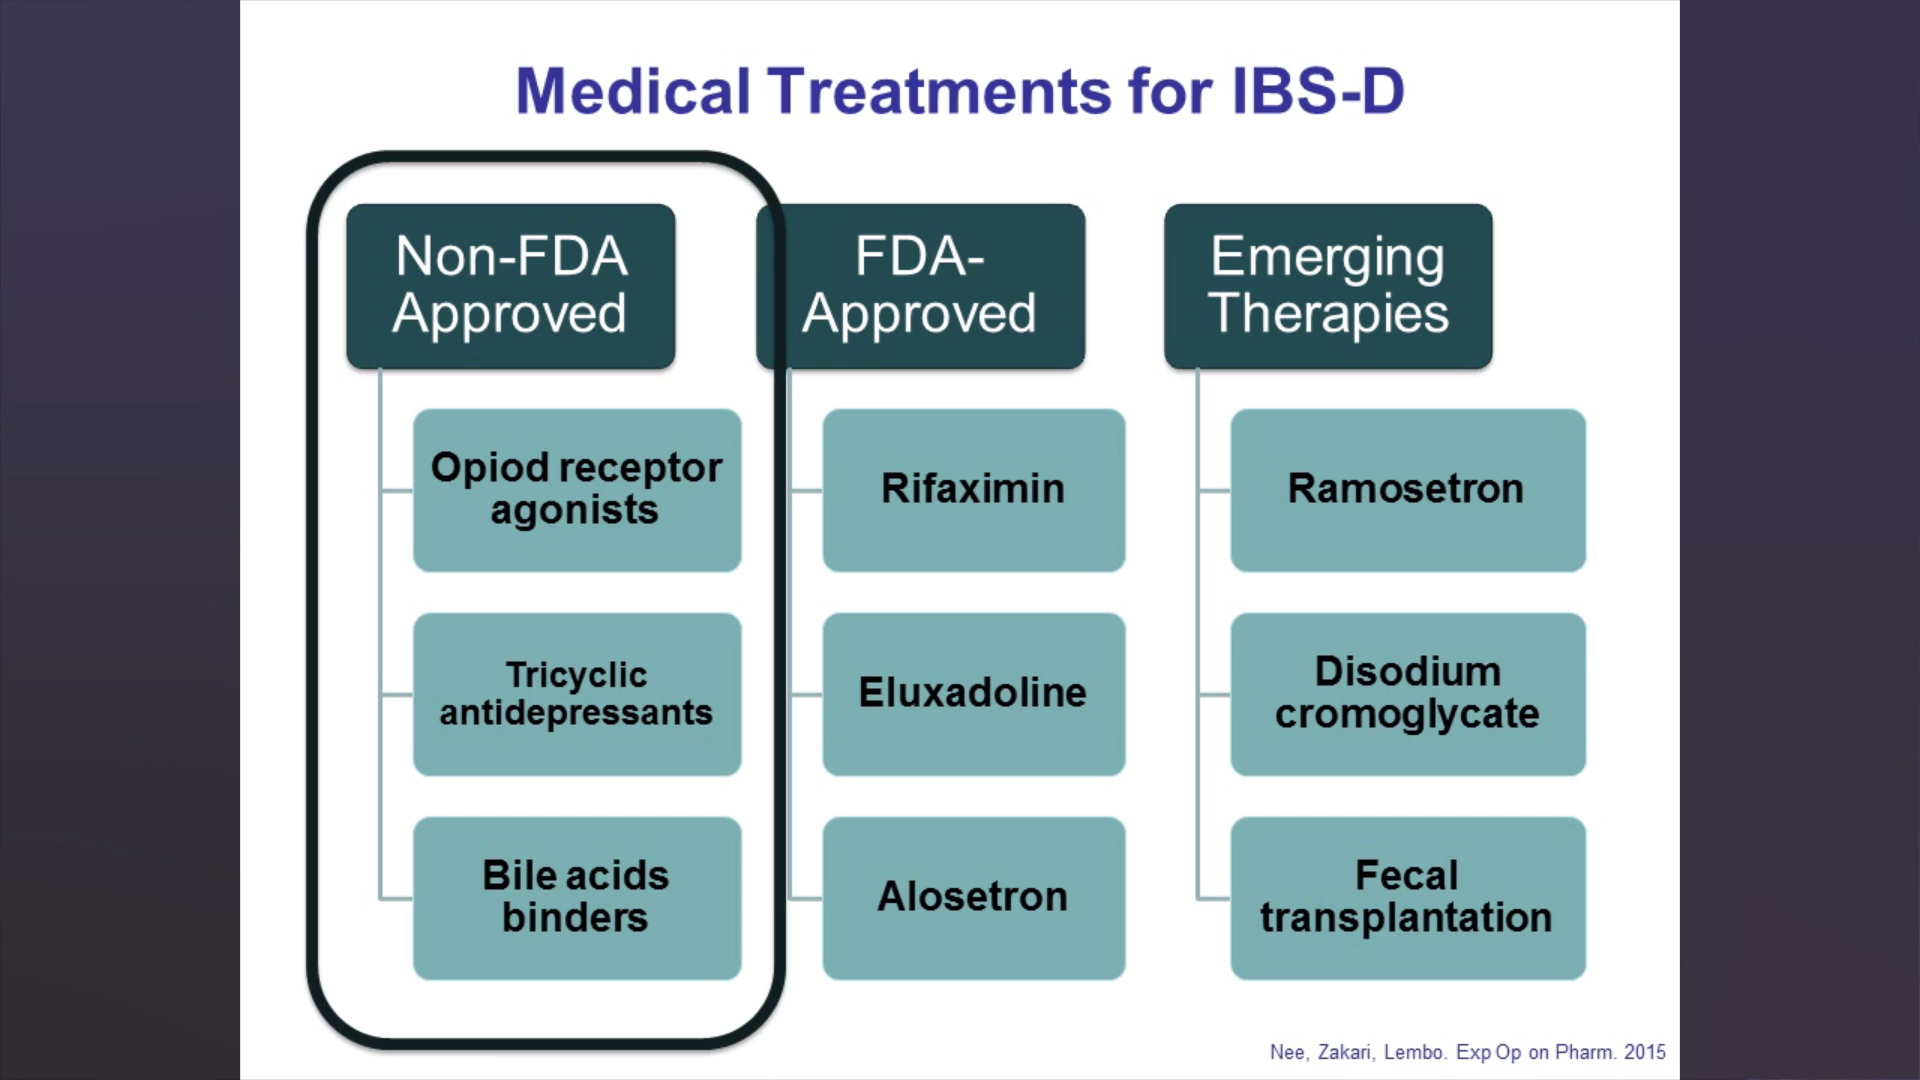 Medical Treatments for IBS-D
Non-FDA
Approved
Opiod receptor
agonists
Tricyclic
antidepressants
Bile acids
binders
FDA-
Approved
Rifaximin
Eluxadoline
Alosetron
Emerging
Therapies
Ramosetron
Disodium
cromoglycate
Fecal
transplantation
Nee, Zakari, Lembo. Exp Op on Pharm. 2015